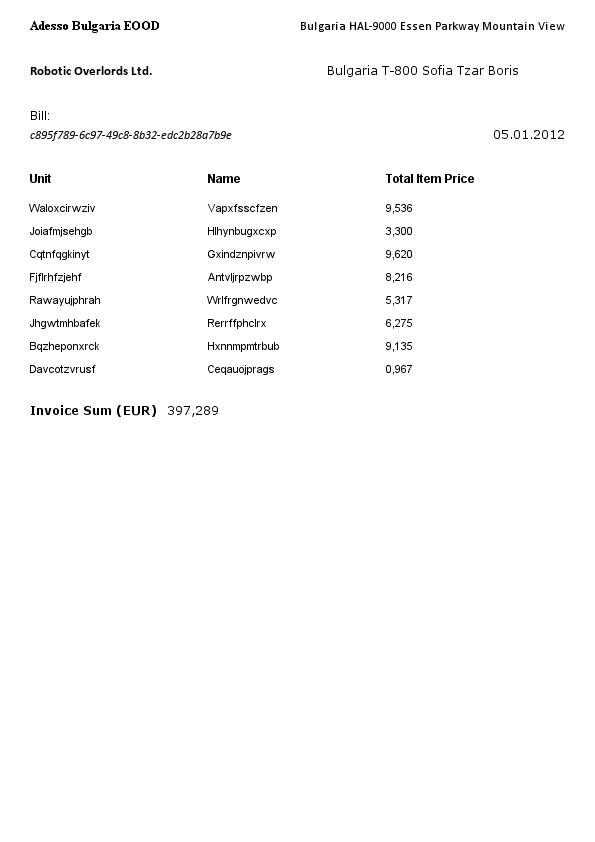 Adesso Bulgaria EOOD Bulgaria HAL-9000 Essen Parkway Mountain View
Robotic Overlords Ltd. Bulgaria T-800 Sofia Tzar Boris
Bill:
c895f789-6c97-49c8-8b32-edc2b28a7b9e 05.01.2012
Unit Name Total Item Price
Waloxcirwziv Vapxfsscfzen 9,536
Joiafmjsehgb Hlhynbugxcxp 3,300
Cqtnfqgkinyt Gxindznpivrw 9,620
Fjflrhfzjehf Antvljrpzwbp 8,216
Rawayujphrah Wrlfrgnwedvc 5,317
Jhgwtmhbafek Rerrffphclrx 6,275
Bqzheponxrck Hxnnmpmtrbub 9,135
Davcotzvrusf Ceqauojprags 0,967
Invoice Sum (EUR) 397,289